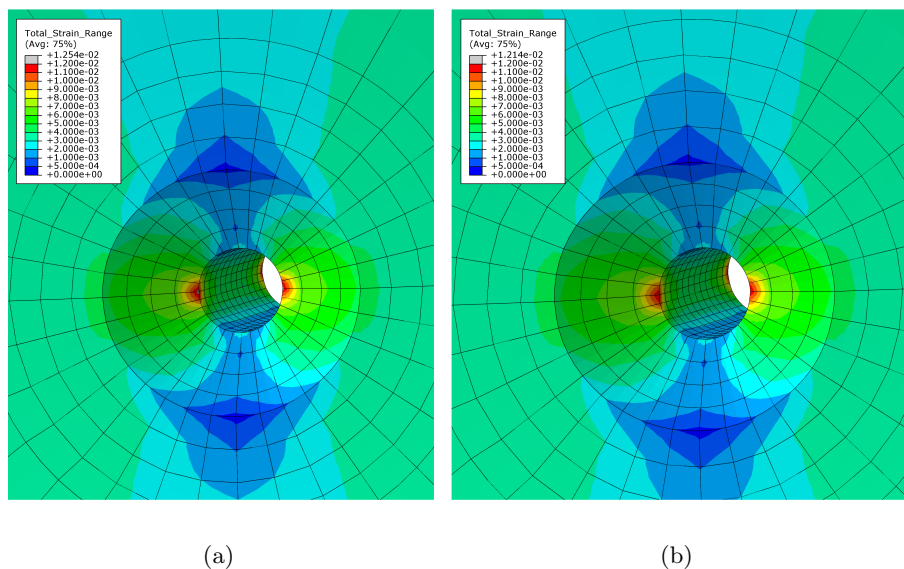 Total_Strain_Range
(Avg: 75%)
+1.254e-02
+1.200e-02
+1.100e-02
+1.000e-02
+9.000e-03
+8.000e-03
+7.000e-03
+6.000e-03
+5.000e-03
+4.000e-03
+3.000e-03
+2.000e-03
+1.000e-03
+5.000e-04
+0.000e+00
Total_Strain_Range
(Avg: 75%)
+1.214e-02
+1.200e-02
+1.100e-02
+1.000e-02
+9.000e-03
+8.000e-03
+7.000e-03
+6.000e-03
+5.000e-03
+4.000e-03
+3.000e-03
+2.000e-03
+1.000e-03
+5.000e-04
+0.000e+00
(a)
(b)